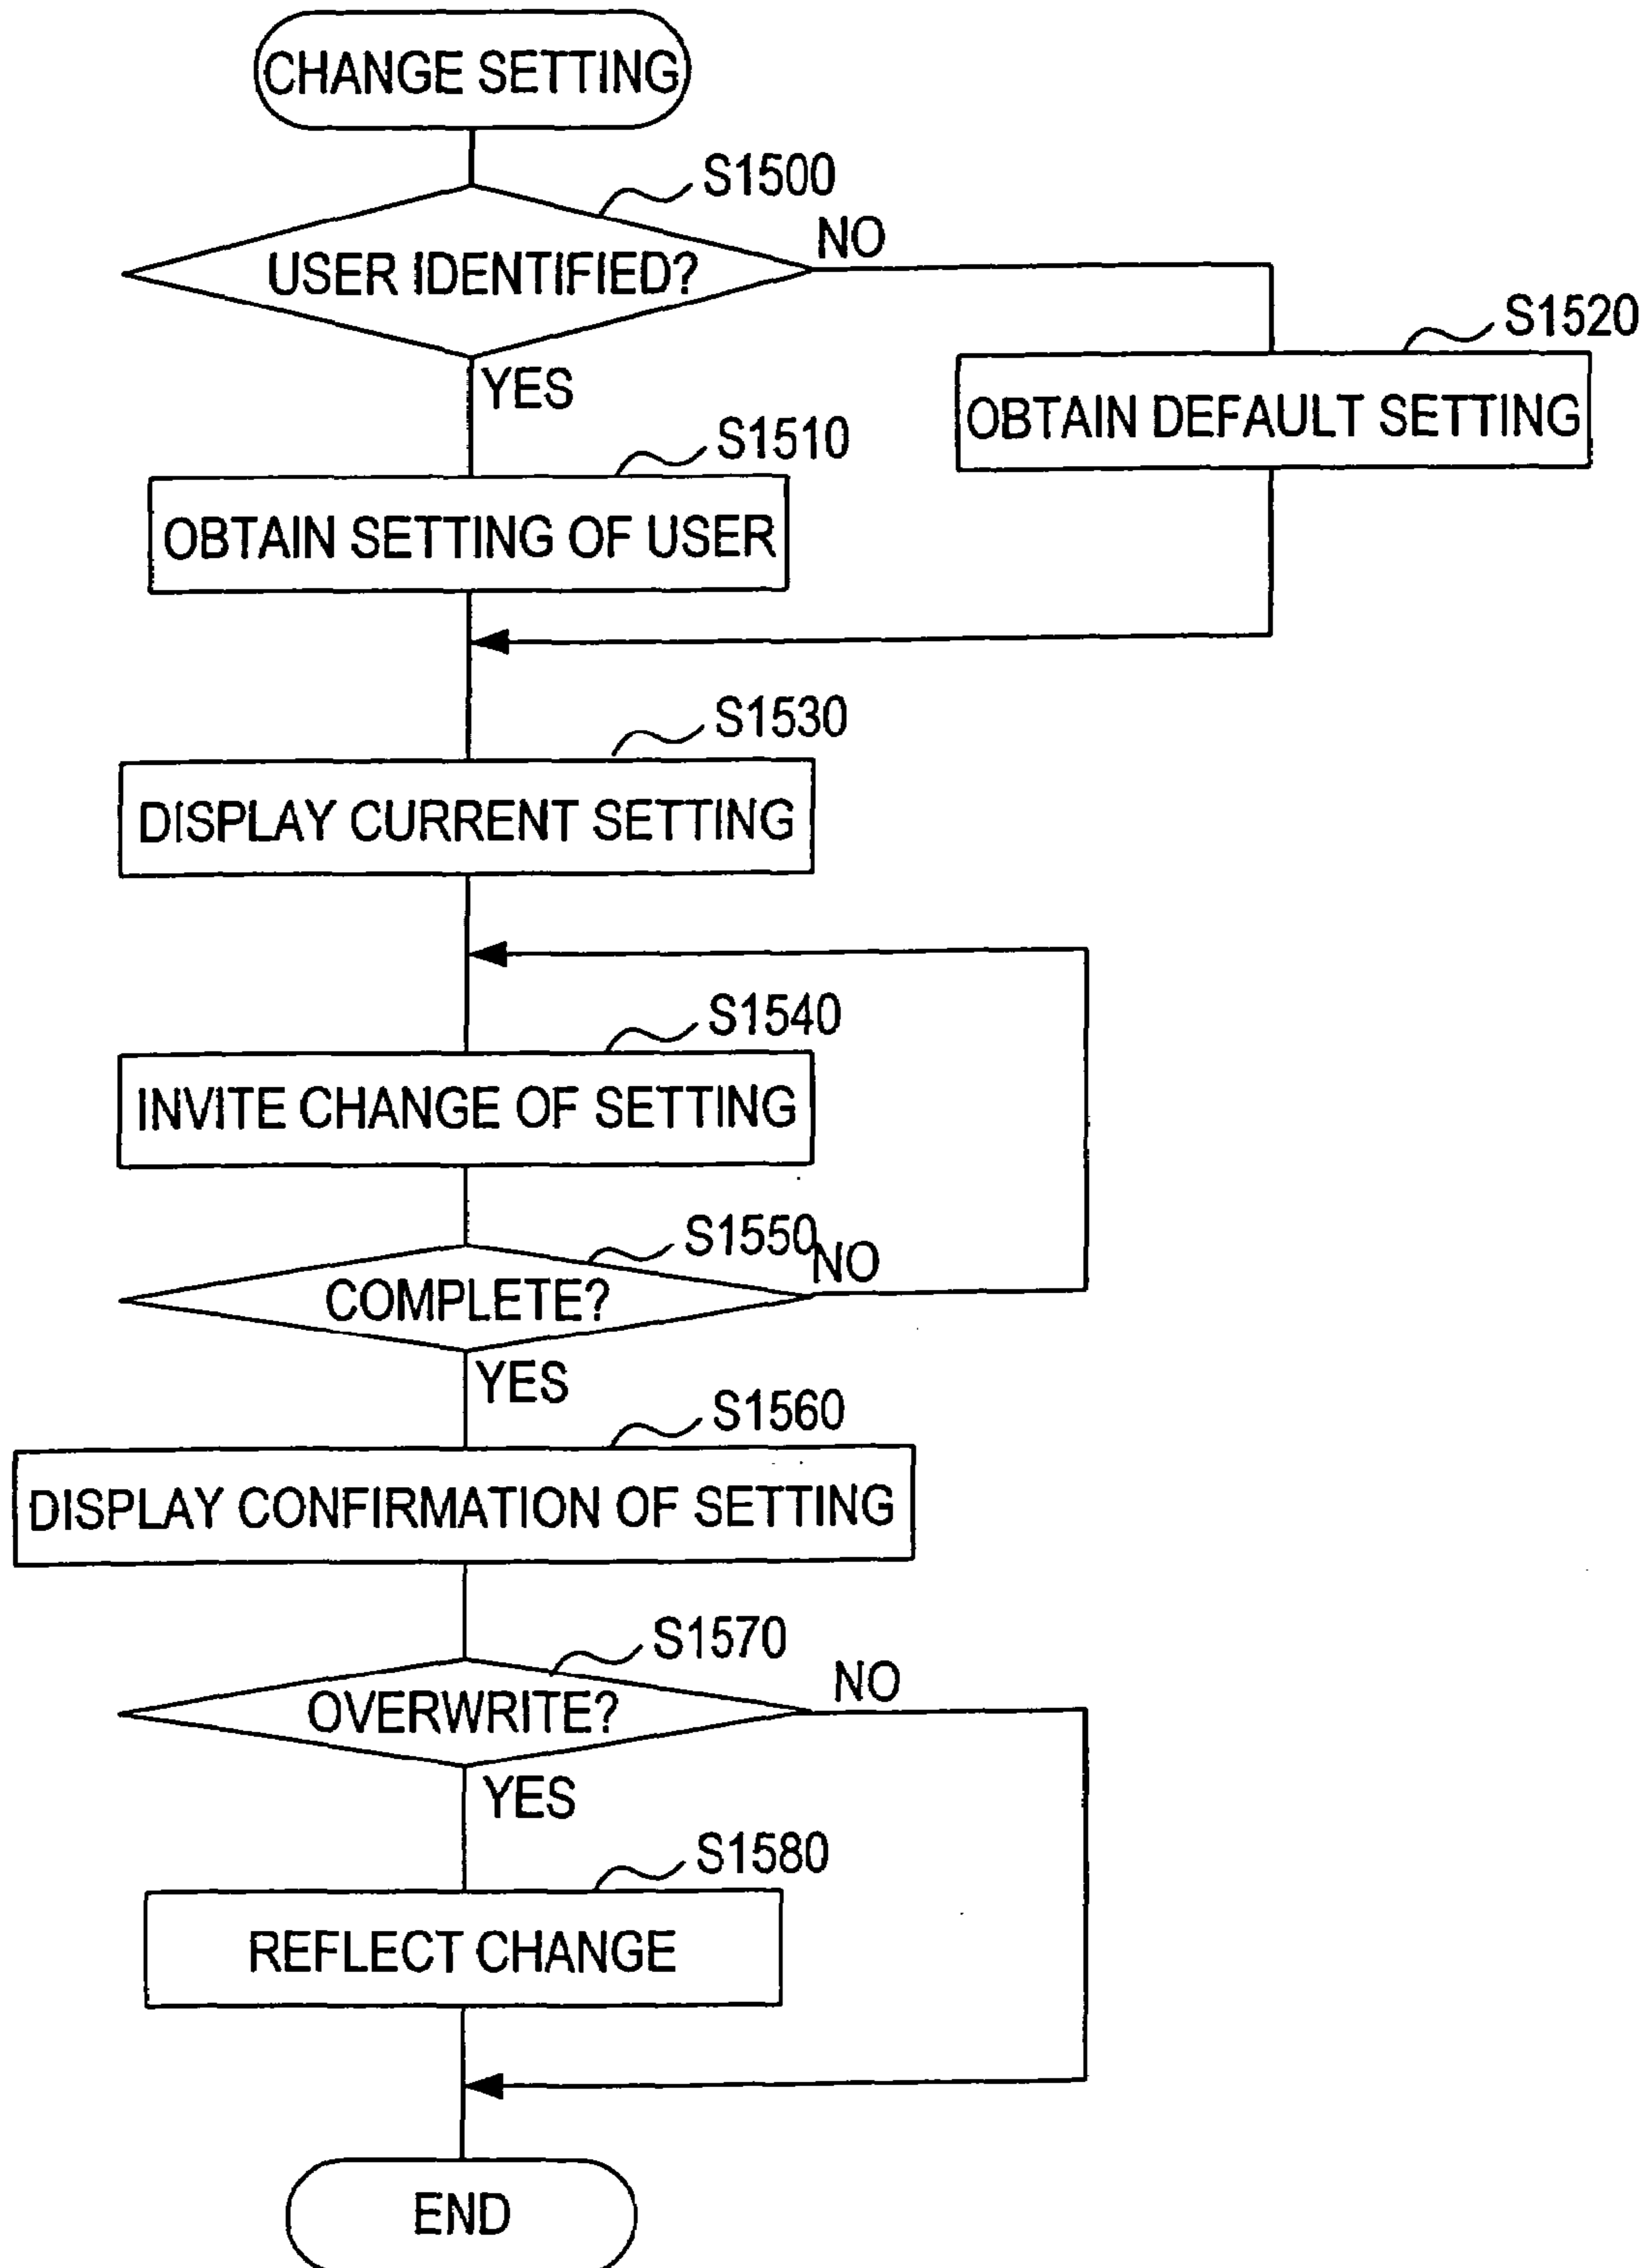 CHANGE SETTING
S1500
USER IDENTIFIED?
NO
YES
S1520
OBTAIN DEFAULT SETTING
S1510
OBTAIN SETTING OF USER
S1530
DISPLAY CURRENT SETTING
S1540
INVITE CHANGE OF SETTING
S1550
NO
COMPLETE?
YES
S1560
DISPLAY CONFIRMATION OF SETTING
S1570
NO
OVERWRITE?
YES
S1580
REFLECT CHANGE
END